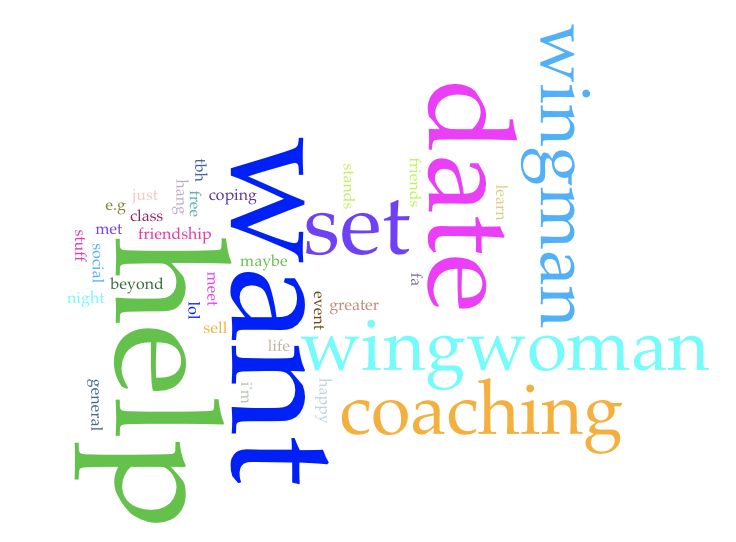 wingman
date
want
help
set
wingwoman
coaching
tbh
hang
free
coping
just
e.g
class
met
friendship
stuff
social
beyond
night
maybe
meet
lol
sell
life
event
greater
general
i'm
happy
stands
friends
learn
fa